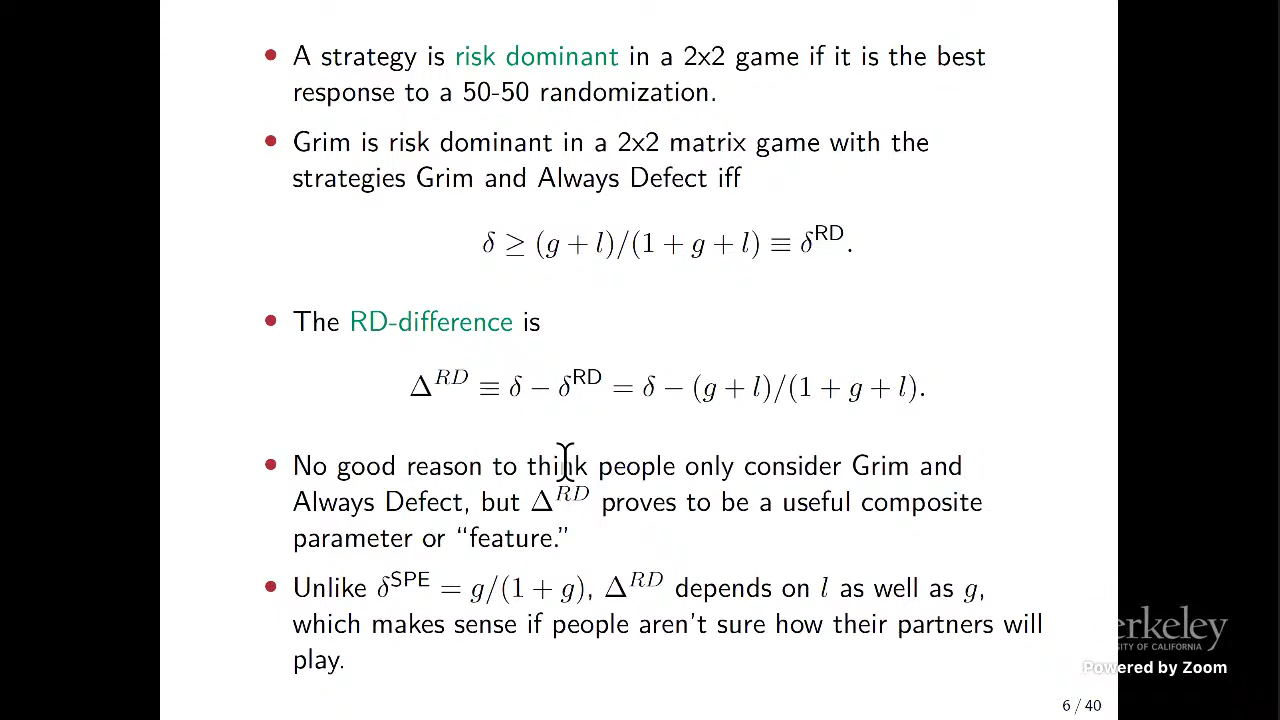 • A strategy is risk dominant in a 2x2 game if it is the best
response to a 50-50 randomization.
• Grim is risk dominant in a 2x2 matrix game with the
strategies Grim and Always Defect iff
δ ≥ (g + l)/(1 + g + l) ≡ δ^RD.
• The RD-difference is
Δ^RD ≡ δ − δ^RD = δ − (g + l)/(1 + g + l).
• No good reason to think people only consider Grim and
Always Defect, but Δ^RD proves to be a useful composite
parameter or “feature.”
• Unlike δ^SPE = g/(1 + g), Δ^RD depends on l as well as g,
which makes sense if people aren't sure how their partners will
play.
erkeley
SITY OF CALIFORNIA
Powered by Zoom
6 / 40